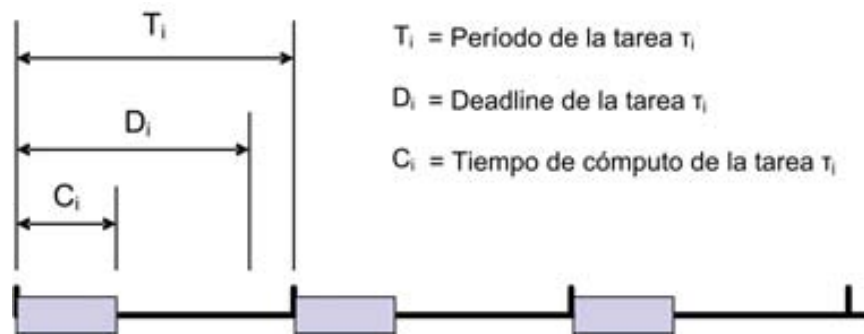 Tᵢ
Tᵢ = Período de la tarea τᵢ
Dᵢ
Dᵢ = Deadline de la tarea τᵢ
Cᵢ
Cᵢ = Tiempo de cómputo de la tarea τᵢ